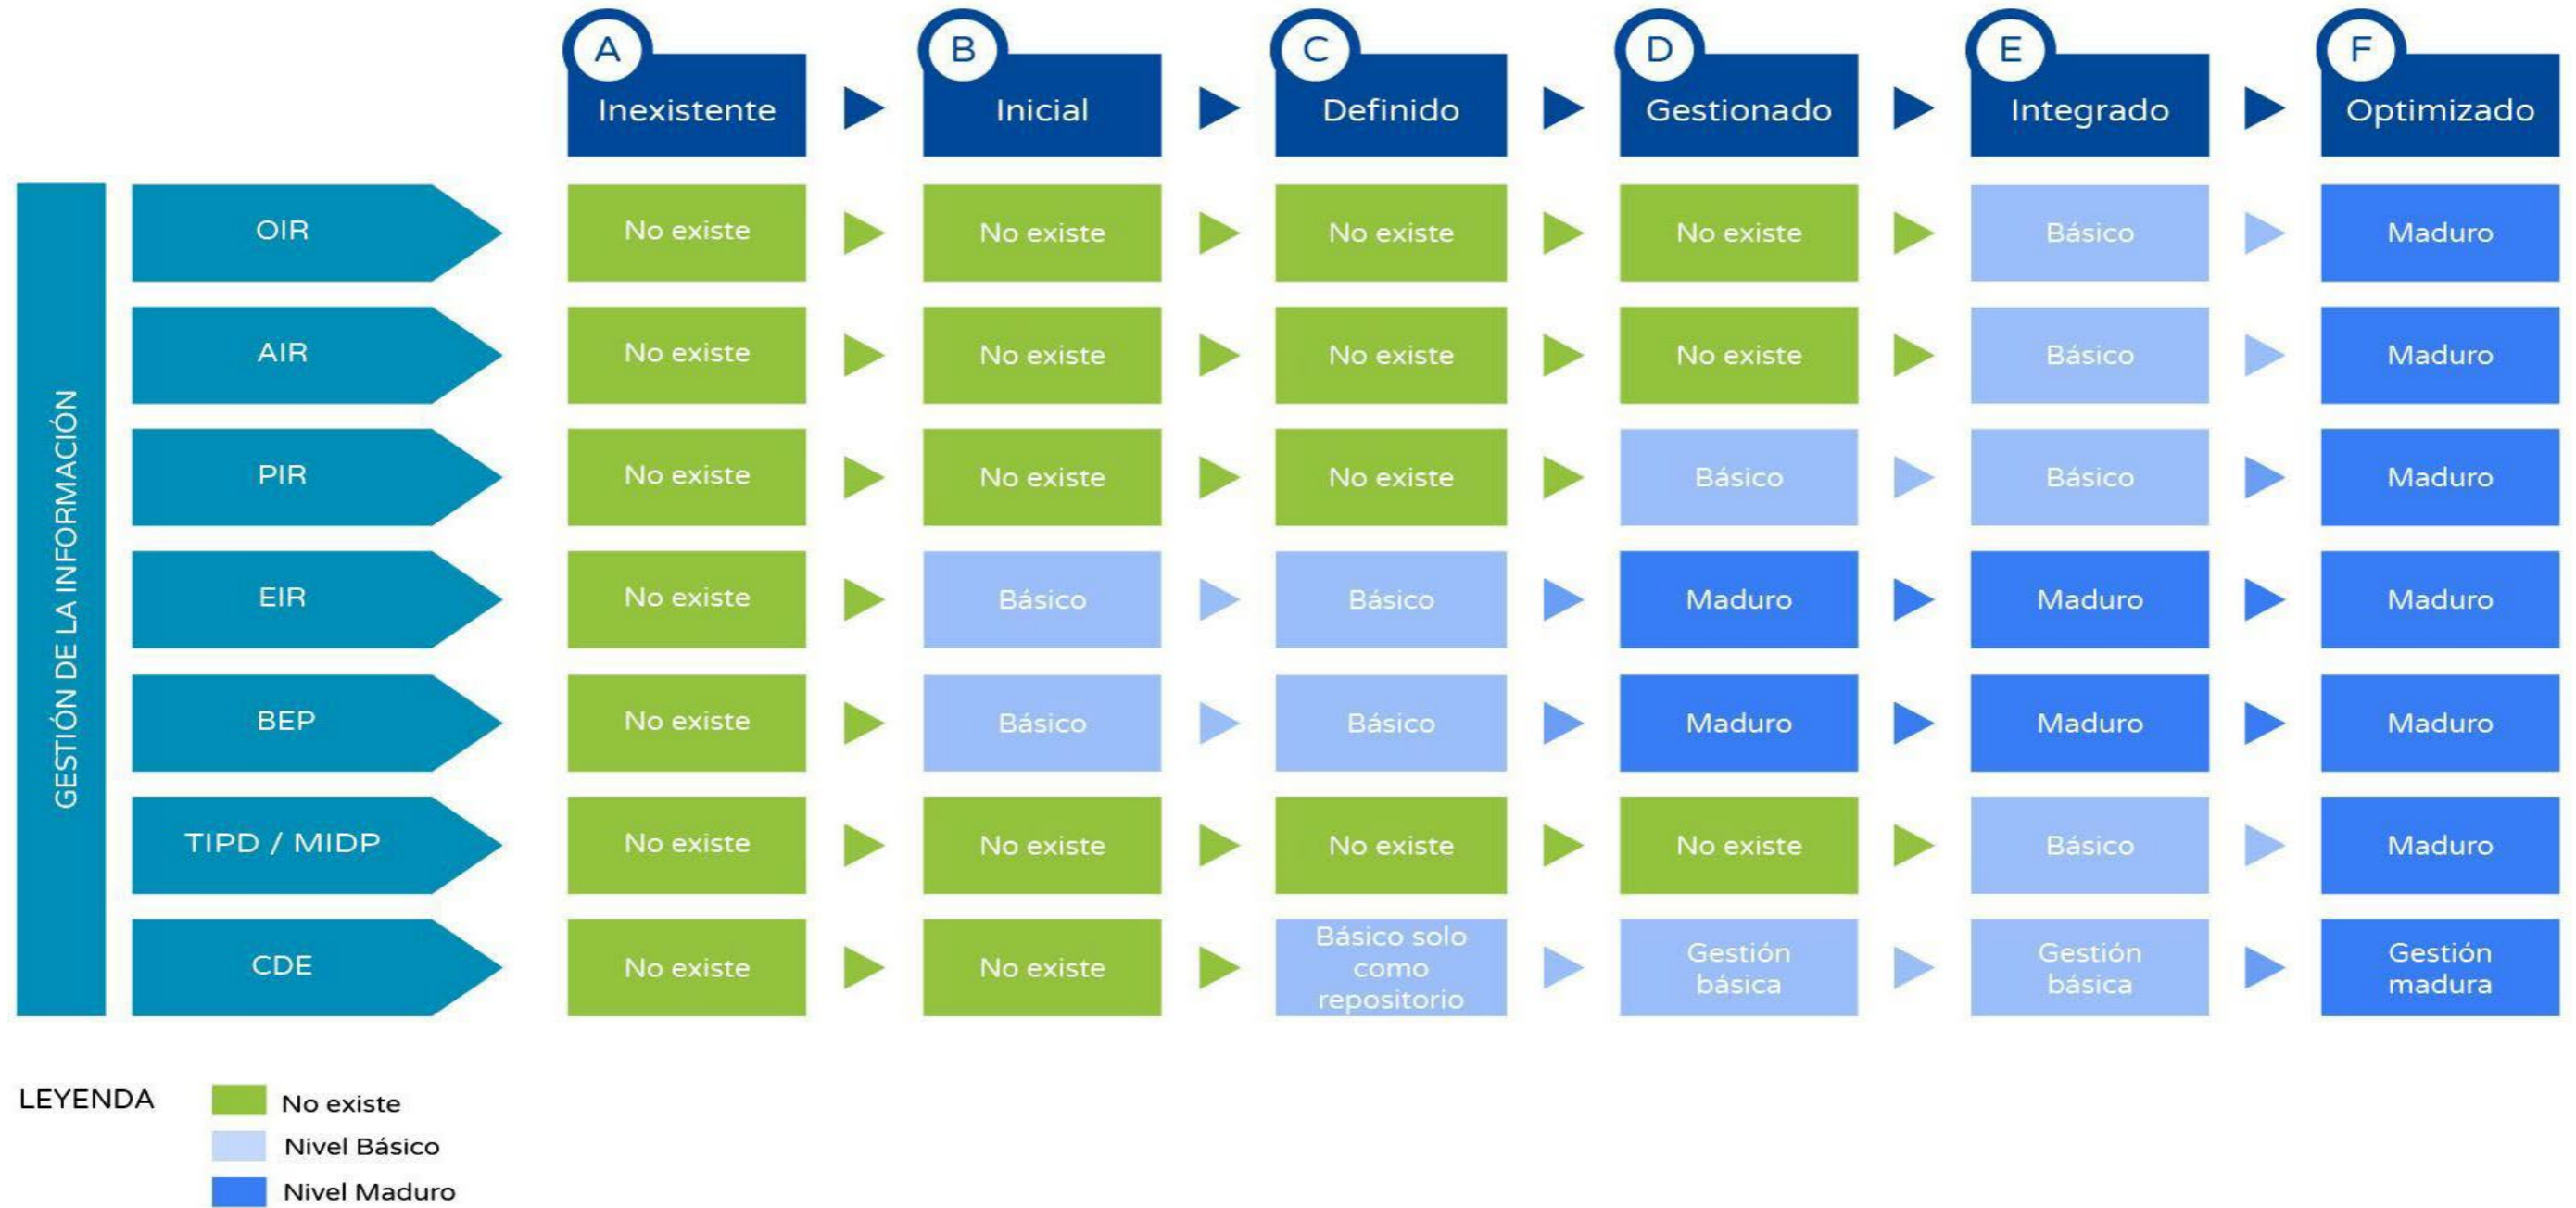 A B C D E F
Inexistente Inicial Definido Gestionado Integrado Optimizado
GESTIÓN DE LA INFORMACIÓN
OIR No existe No existe No existe No existe Básico Maduro
AIR No existe No existe No existe No existe Básico Maduro
PIR No existe No existe No existe Básico Básico Maduro
EIR No existe Básico Básico Maduro Maduro Maduro
BEP No existe Básico Básico Maduro Maduro Maduro
TIPD / MIDP No existe No existe No existe No existe Básico Maduro
CDE No existe No existe
Básico solo
como
repositorio
Gestión
básica
Gestión
básica
Gestión
madura
LEYENDA
No existe
Nivel Básico
Nivel Maduro